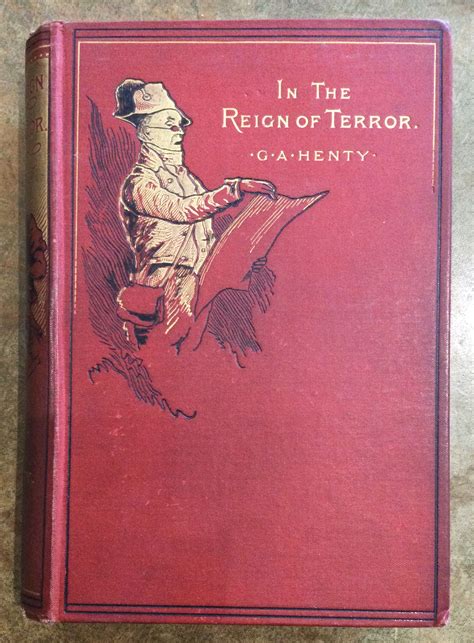 IN THE
REIGN OF TERROR.
·G·A·HENTY·